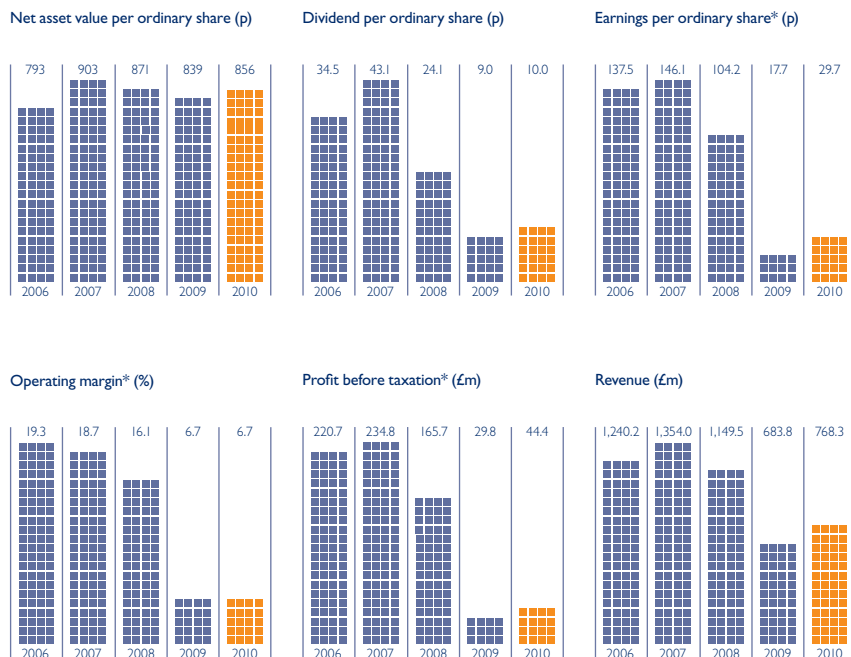 Net asset value per ordinary share (p)
793 903 871 839 856
2006 2007 2008 2009 2010
Dividend per ordinary share (p)
34.5 43.1 24.1 9.0 10.0
2006 2007 2008 2009 2010
Earnings per ordinary share* (p)
137.5 146.1 104.2 17.7 29.7
2006 2007 2008 2009 2010
Operating margin* (%)
19.3 18.7 16.1 6.7 6.7
2006 2007 2008 2009 2010
Profit before taxation* (£m)
220.7 234.8 165.7 29.8 44.4
2006 2007 2008 2009 2010
Revenue (£m)
1,240.2 1,354.0 1,149.5 683.8 768.3
2006 2007 2008 2009 2010